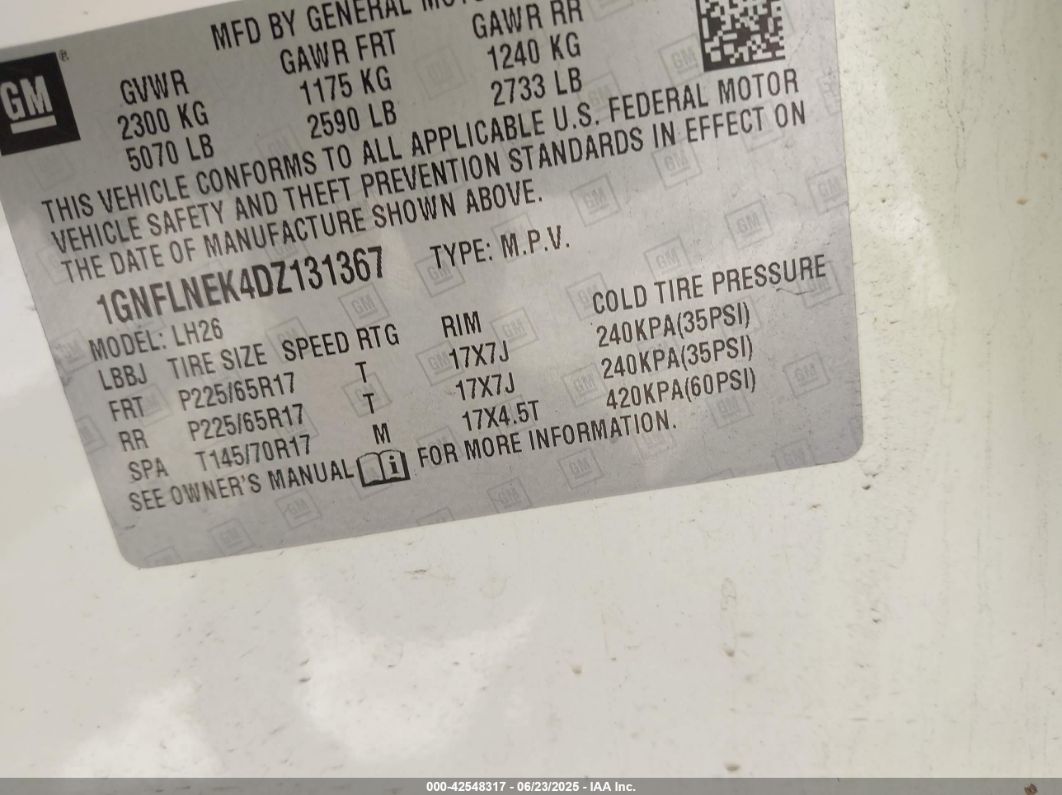 MFD BY GENERAL
GM
GVWR GAWR FRT GAWR RR
2300 KG 1175 KG 1240 KG
5070 LB 2590 LB 2733 LB
THIS VEHICLE CONFORMS TO ALL APPLICABLE U.S. FEDERAL MOTOR
VEHICLE SAFETY AND THEFT PREVENTION STANDARDS IN EFFECT ON
THE DATE OF MANUFACTURE SHOWN ABOVE.
1GNFLNEK4DZ131367 TYPE: M.P.V.
MODEL: LH26
LBBJ TIRE SIZE SPEED RTG RIM COLD TIRE PRESSURE
FRT P225/65R17 T 17X7J 240KPA(35PSI)
RR P225/65R17 T 17X7J 240KPA(35PSI)
SPA T145/70R17 M 17X4.5T 420KPA(60PSI)
SEE OWNER'S MANUAL FOR MORE INFORMATION.
000-42548317 - 06/23/2025 - IAA Inc.